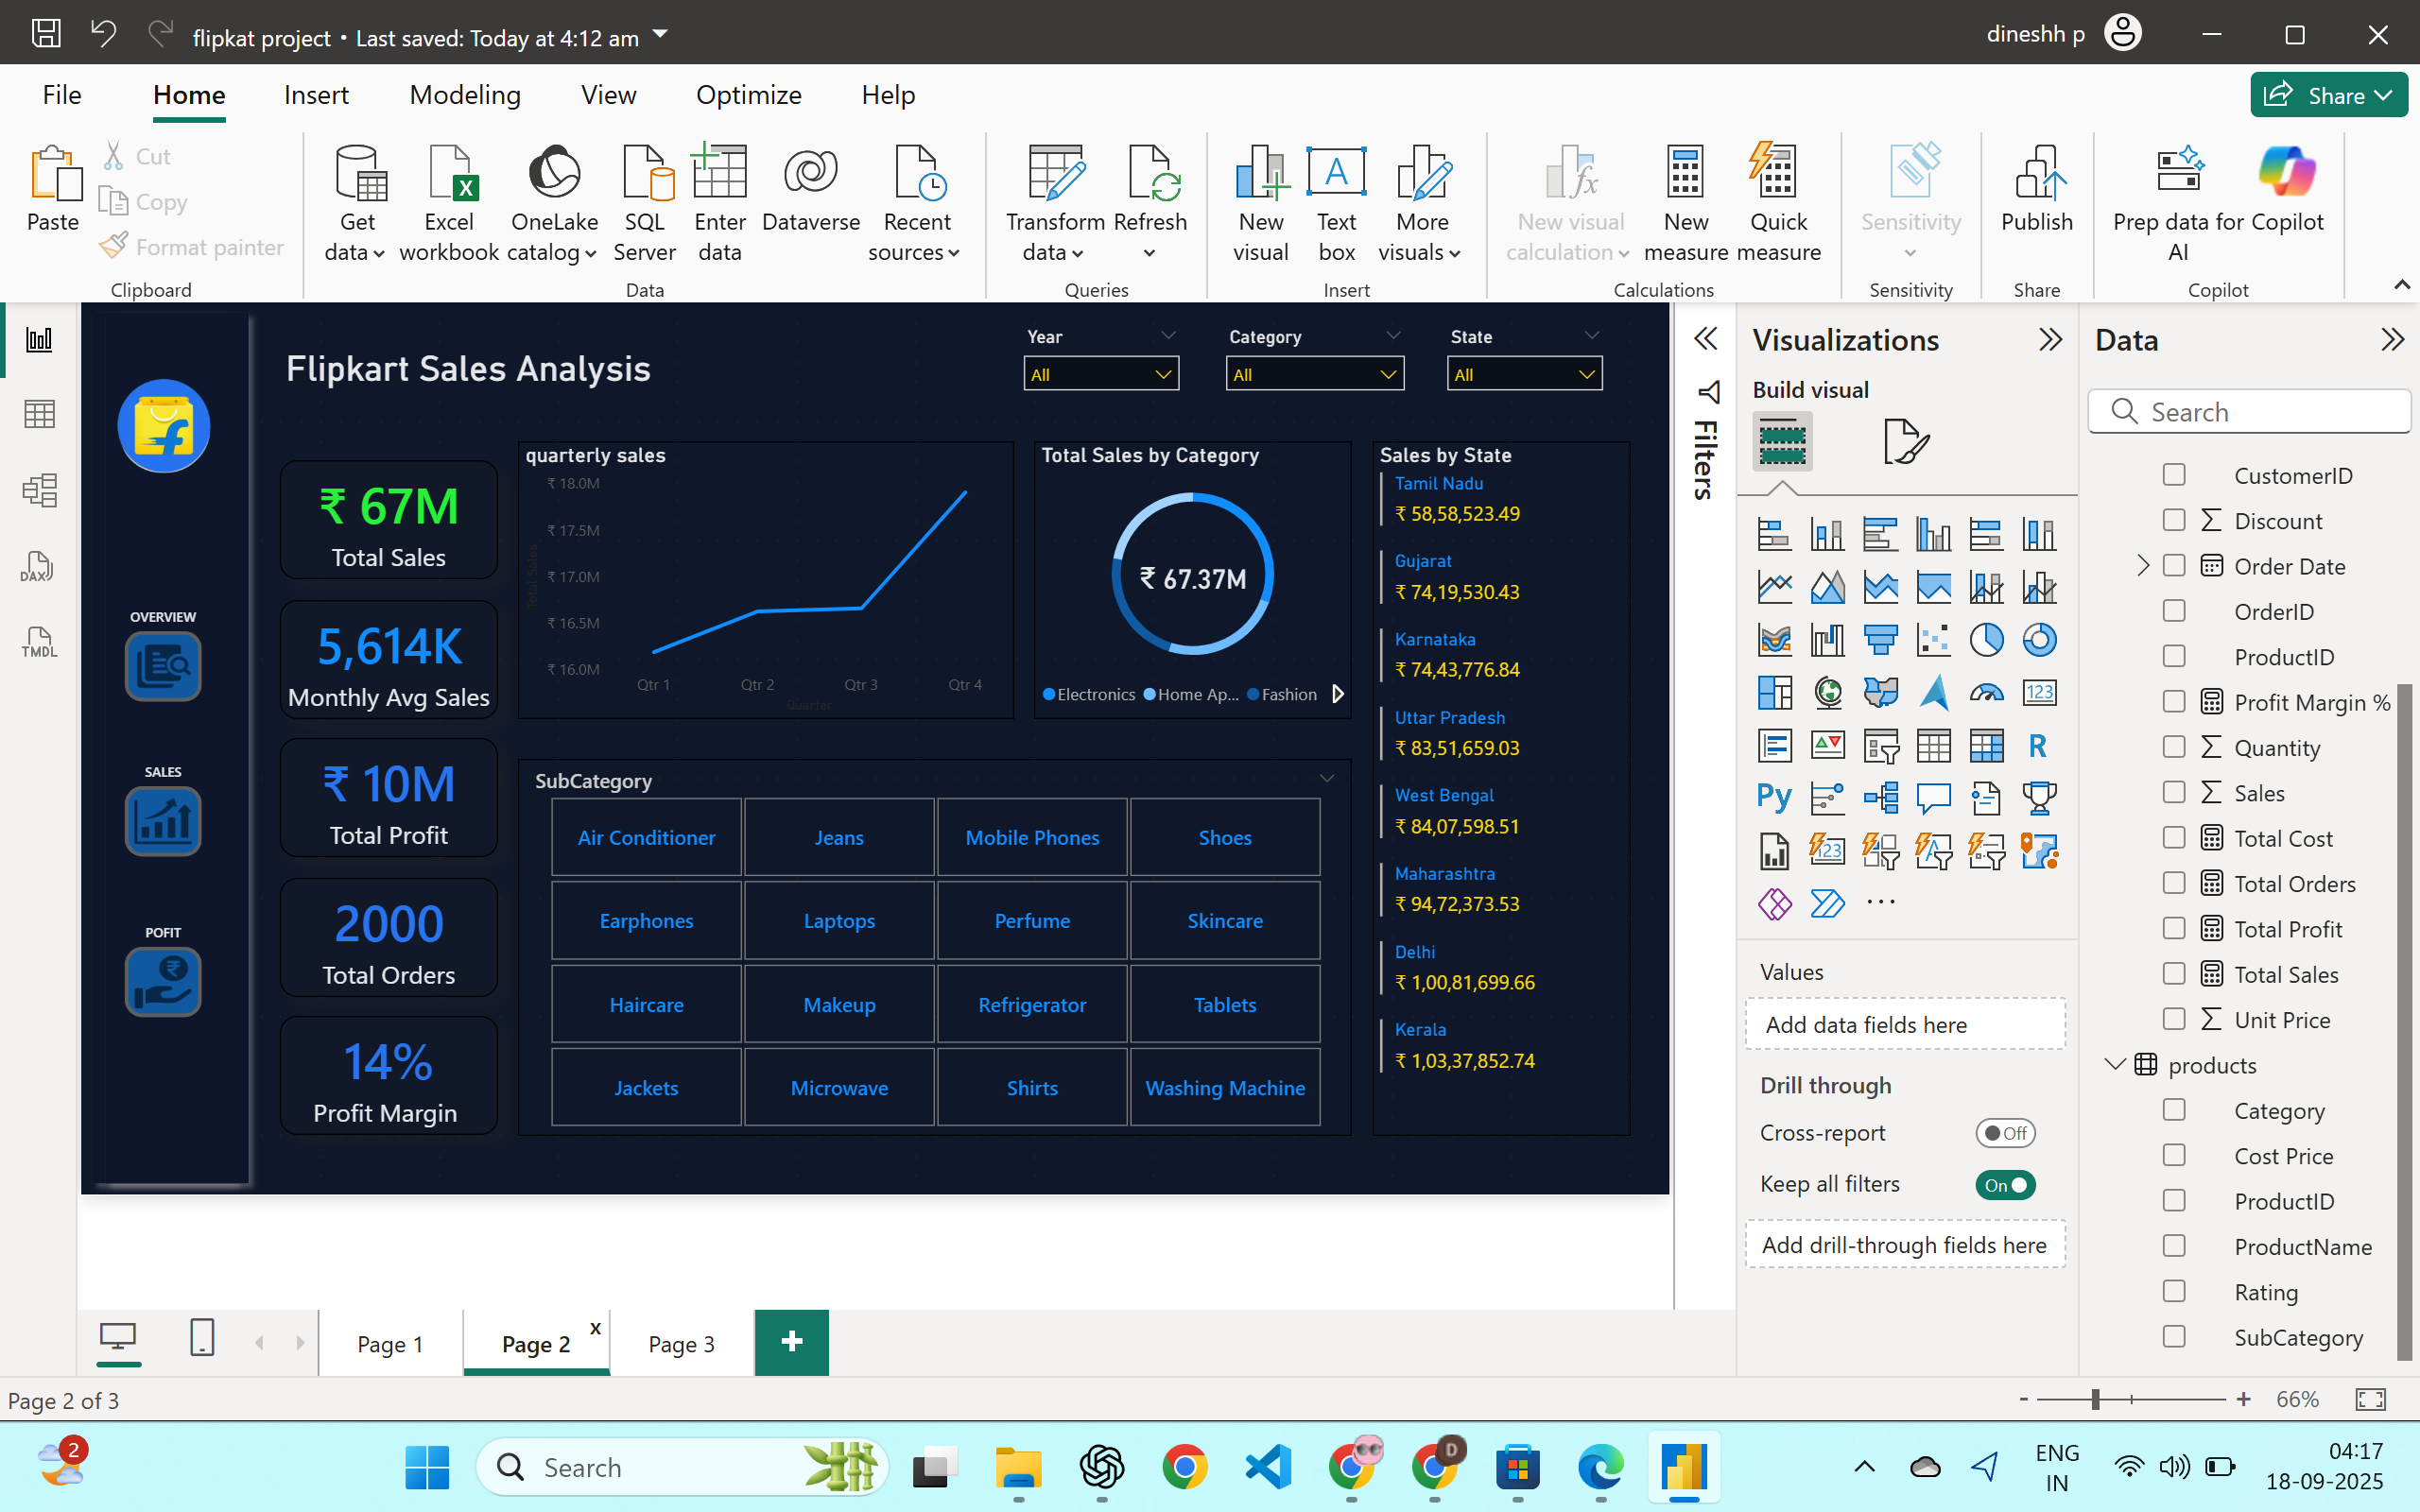 flipkat project • Last saved: Today at 4:12 am
dineshh p
File
Home
Insert
Modeling
View
Optimize
Help
Share
Paste
Cut
Copy
Format painter
Get data
Excel workbook
OneLake catalog
SQL Server
Enter data
Dataverse
Recent sources
Transform data
Refresh
New visual
Text box
More visuals
New visual calculation
New measure
Quick measure
Sensitivity
Publish
Prep data for AI
Copilot
Clipboard
Data
Queries
Insert
Calculations
Sensitivity
Share
Copilot
DAX
TMDL
Flipkart Sales Analysis
Year
All
Category
All
State
All
OVERVIEW
SALES
POFIT
₹ 67M
Total Sales
5,614K
Monthly Avg Sales
₹ 10M
Total Profit
2000
Total Orders
14%
Profit Margin
quarterly sales
Total Sales
₹ 18.0M
₹ 17.5M
₹ 17.0M
₹ 16.5M
₹ 16.0M
Qtr 1
Qtr 2
Qtr 3
Qtr 4
Quarter
Total Sales by Category
₹ 67.37M
Electronics
Home Ap...
Fashion
SubCategory
Air Conditioner
Jeans
Mobile Phones
Shoes
Earphones
Laptops
Perfume
Skincare
Haircare
Makeup
Refrigerator
Tablets
Jackets
Microwave
Shirts
Washing Machine
Sales by State
Tamil Nadu
₹ 58,58,523.49
Gujarat
₹ 74,19,530.43
Karnataka
₹ 74,43,776.84
Uttar Pradesh
₹ 83,51,659.03
West Bengal
₹ 84,07,598.51
Maharashtra
₹ 94,72,373.53
Delhi
₹ 1,00,81,699.66
Kerala
₹ 1,03,37,852.74
Filters
Visualizations
Build visual
123
R
Py
123
Values
Add data fields here
Drill through
Cross-report
Off
Keep all filters
On
Add drill-through fields here
Data
Search
CustomerID
Discount
Order Date
OrderID
ProductID
Profit Margin %
Quantity
Sales
Total Cost
Total Orders
Total Profit
Total Sales
Unit Price
products
Category
Cost Price
ProductID
ProductName
Rating
SubCategory
Page 1
Page 2
x
Page 3
+
Page 2 of 3
- + 66%
2
Search
D
ENG
IN
04:17
18-09-2025